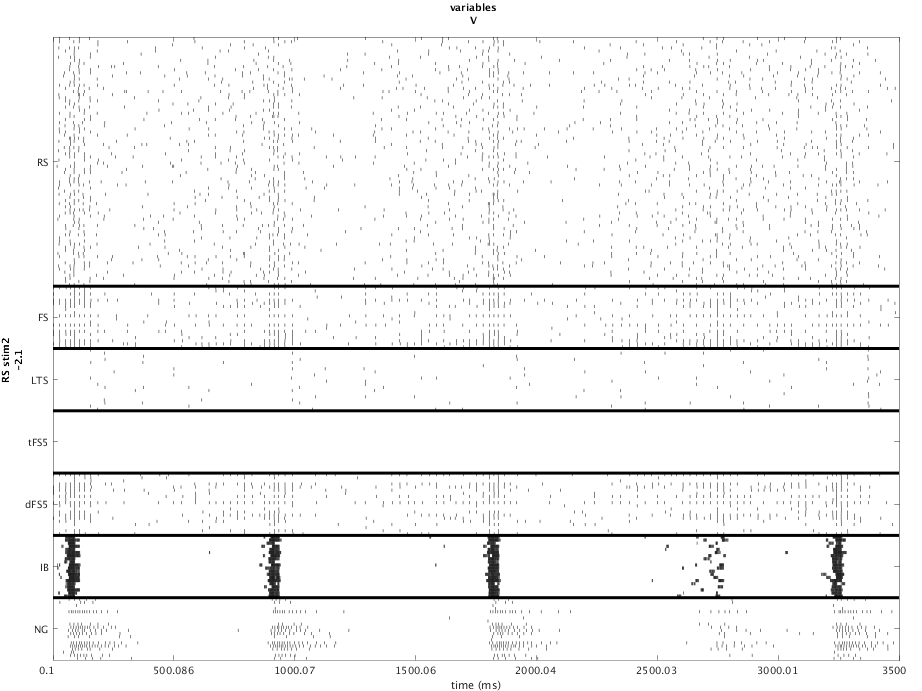 variables
V
RS
FS
LTS
tFS5
dFS5
IB
NG
RS stim2
-2.1
0.1 500.086 1000.07 1500.06 2000.04 2500.03 3000.01 3500
time (ms)